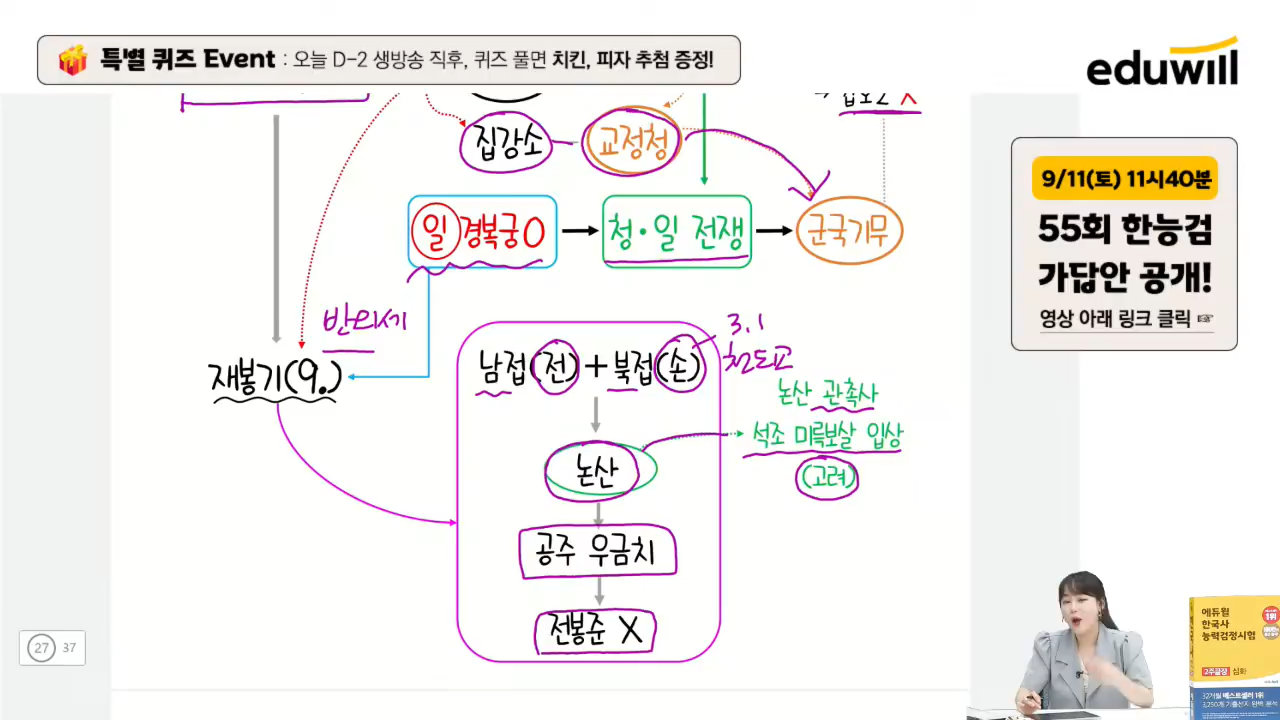 특별 퀴즈 Event : 오늘 D-2 생방송 직후, 퀴즈 풀면 치킨, 피자 추첨 증정!
eduwill
집강소
교정청
일 경복궁O
청·일 전쟁
군국기무
9/11(토) 11시40분
55회 한능검
가답안 공개!
영상 아래 링크 클릭
반외세
재봉기(9.)
남접(전)+북접(손)
3.1
천도교
논산 관촉사
석조 미륵보살 입상
(고려)
논산
공주 우금치
전봉준 X
27 37
에듀윌
한국사
능력검정시험
2주끝장 심화